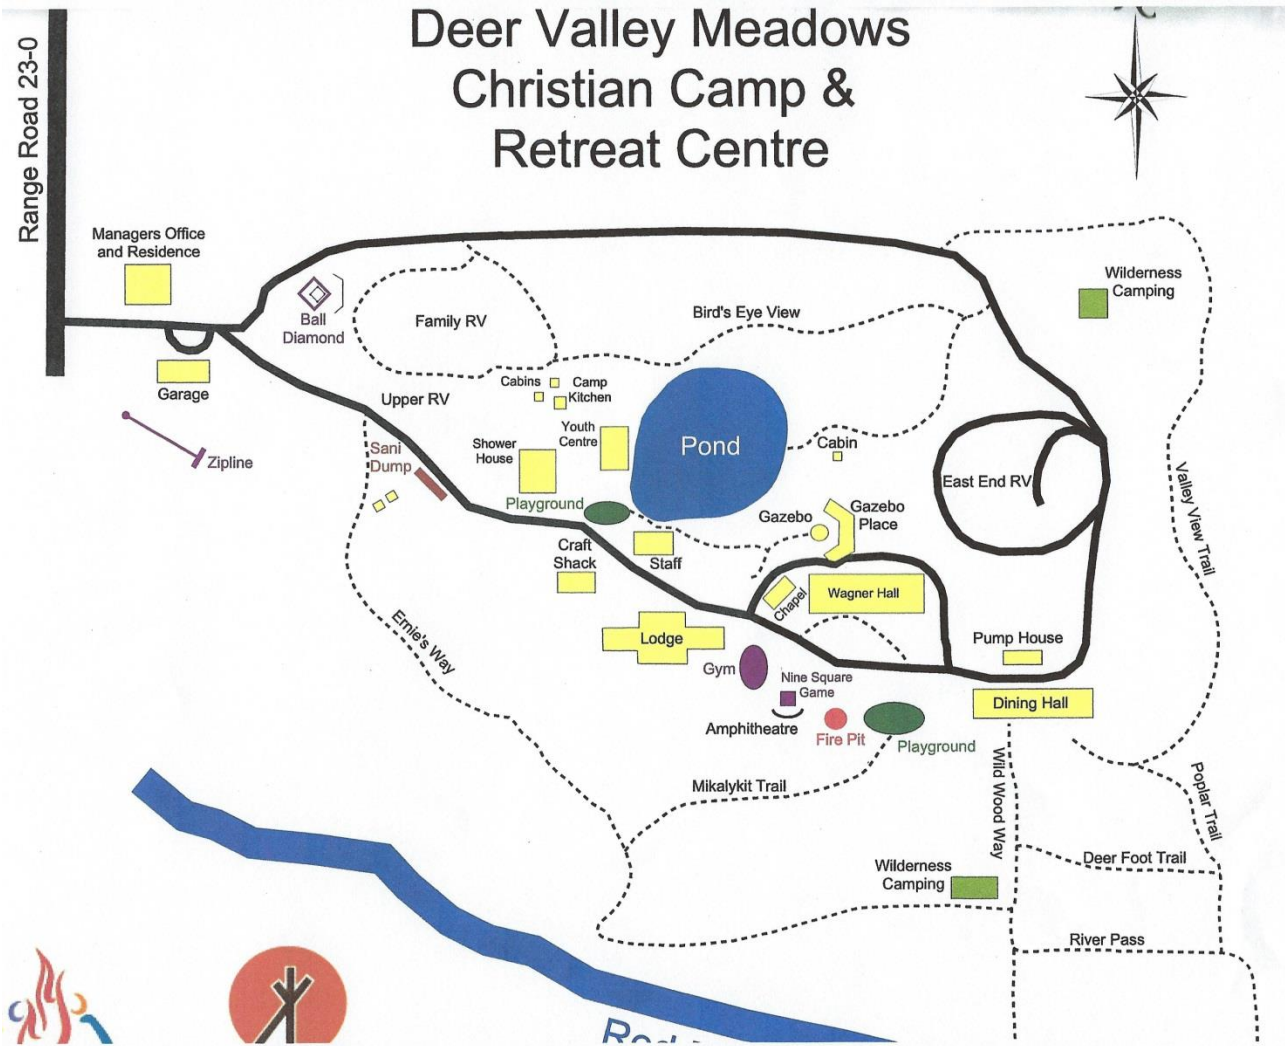 Deer Valley Meadows
Christian Camp &
Retreat Centre
Range Road 23-0
Managers Office
and Residence
Wilderness
Camping
Ball
Diamond
Family RV
Bird's Eye View
Garage
Upper RV
Cabins
Camp
Kitchen
Youth
Centre
Pond
Cabin
Shower
House
Sani
Dump
Zipline
East End RV
Playground
Gazebo
Gazebo
Place
Valley View Trail
Craft
Shack
Staff
Chapel
Wagner Hall
Ernie's Way
Lodge
Pump House
Gym
Nine Square
Game
Dining Hall
Amphitheatre
Fire Pit
Playground
Mikalykit Trail
Wild Wood Way
Poplar Trail
Wilderness
Camping
Deer Foot Trail
River Pass